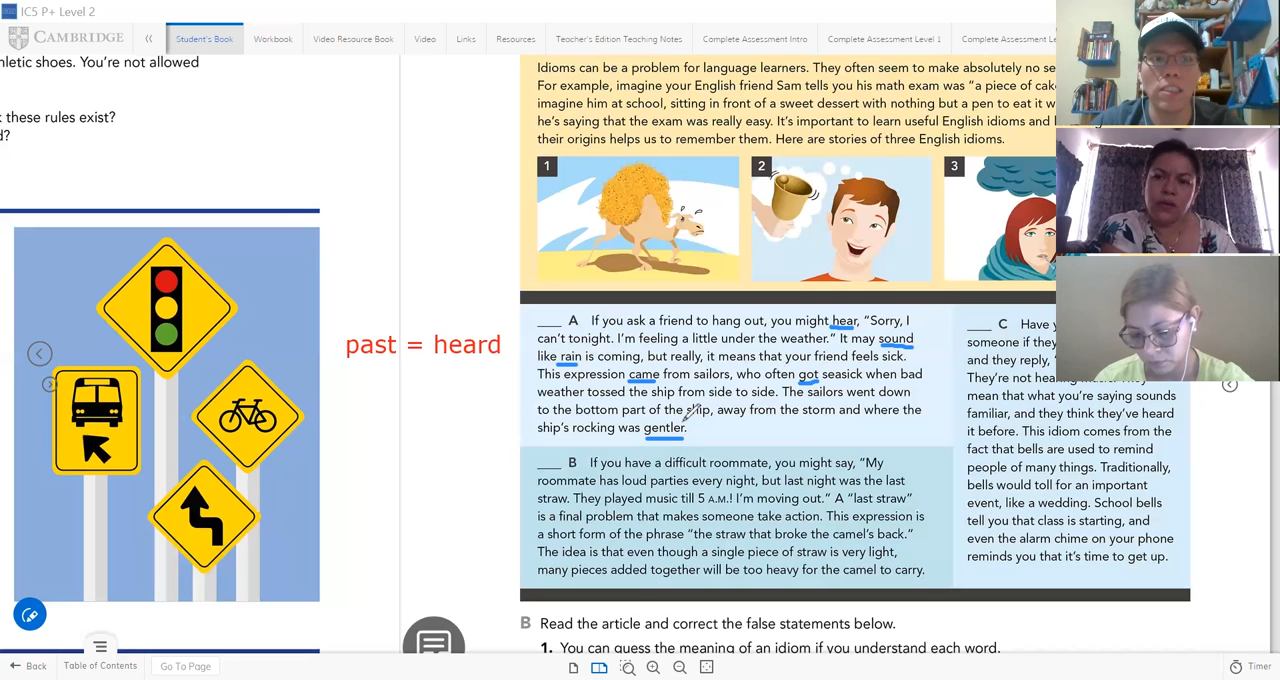 IC5 P+ Level 2
CAMBRIDGE
Student's Book
Workbook
Video Resource Book
Video
Links
Resources
Teacher's Edition Teaching Notes
Complete Assessment Intro
Complete Assessment Level 1
Complete Assessment Le
hletic shoes. You're not allowed
k these rules exist?
d?
past = heard
Idioms can be a problem for language learners. They often seem to make absolutely no se
For example, imagine your English friend Sam tells you his math exam was "a piece of cak
imagine him at school, sitting in front of a sweet dessert with nothing but a pen to eat it w
he's saying that the exam was really easy. It's important to learn useful English idioms and
their origins helps us to remember them. Here are stories of three English idioms.
1
2
3
____ A If you ask a friend to hang out, you might hear, "Sorry, I
can't tonight. I'm feeling a little under the weather." It may sound
like rain is coming, but really, it means that your friend feels sick.
This expression came from sailors, who often got seasick when bad
weather tossed the ship from side to side. The sailors went down
to the bottom part of the ship, away from the storm and where the
ship's rocking was gentler.
____ B If you have a difficult roommate, you might say, "My
roommate has loud parties every night, but last night was the last
straw. They played music till 5 A.M.! I'm moving out." A "last straw"
is a final problem that makes someone take action. This expression is
a short form of the phrase "the straw that broke the camel's back."
The idea is that even though a single piece of straw is very light,
many pieces added together will be too heavy for the camel to carry.
____ C Have y
someone if they
and they reply, "
They're not hea
mean that what you're saying sounds
familiar, and they think they've heard
it before. This idiom comes from the
fact that bells are used to remind
people of many things. Traditionally,
bells would toll for an important
event, like a wedding. School bells
tell you that class is starting, and
even the alarm chime on your phone
reminds you that it's time to get up.
B Read the article and correct the false statements below.
1. You can guess the meaning of an idiom if you understand each word.
Back
Table of Contents
Go To Page
Timer